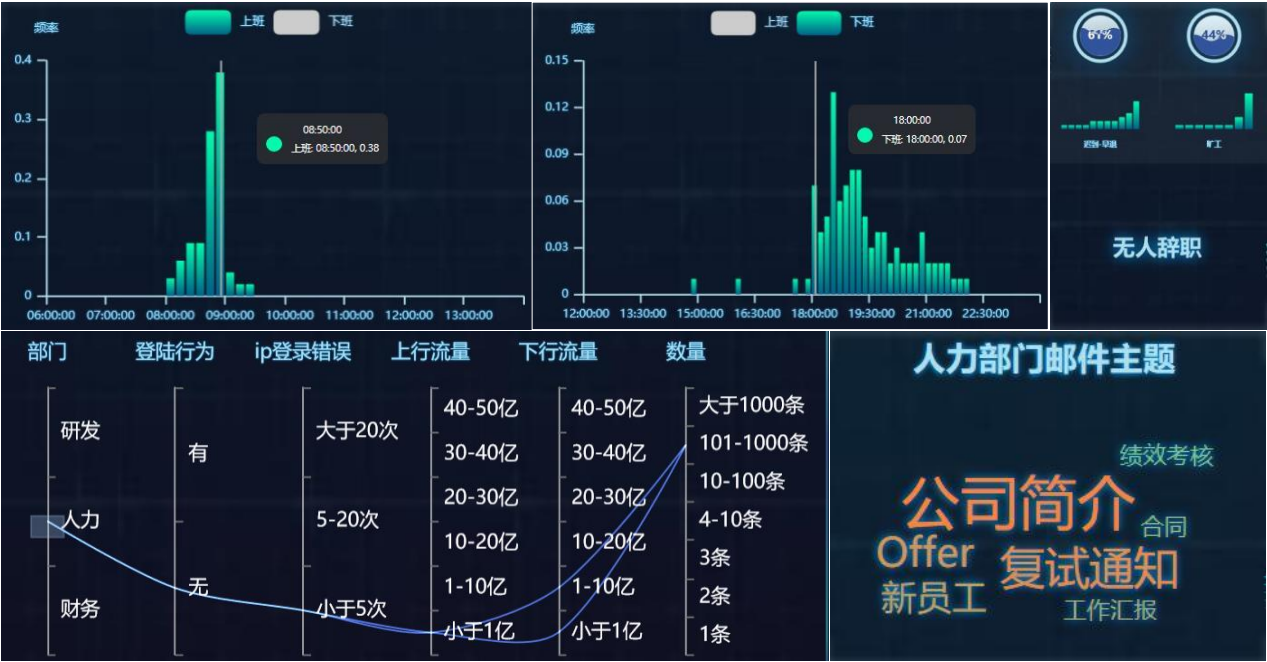 频率
上班 下班
0.4
0.3
0.2
0.1
0
08:50:00
上班: 08:50:00, 0.38
06:00:00 07:00:00 08:00:00 09:00:00 10:00:00 11:00:00 12:00:00 13:00:00
频率
上班 下班
0.15
0.12
0.09
0.06
0.03
0
18:00:00
下班: 18:00:00, 0.07
12:00:00 13:30:00 15:00:00 16:30:00 18:00:00 19:30:00 21:00:00 22:30:00
44%
迟到-早退 旷工
无人辞职
部门 登陆行为 ip登录错误 上行流量 下行流量 数量
研发
人力
财务
有
无
大于20次
5-20次
小于5次
40-50亿
30-40亿
20-30亿
10-20亿
1-10亿
小于1亿
40-50亿
30-40亿
20-30亿
10-20亿
1-10亿
小于1亿
大于1000条
101-1000条
10-100条
4-10条
3条
2条
1条
人力部门邮件主题
绩效考核
公司简介
合同
Offer
复试通知
新员工
工作汇报